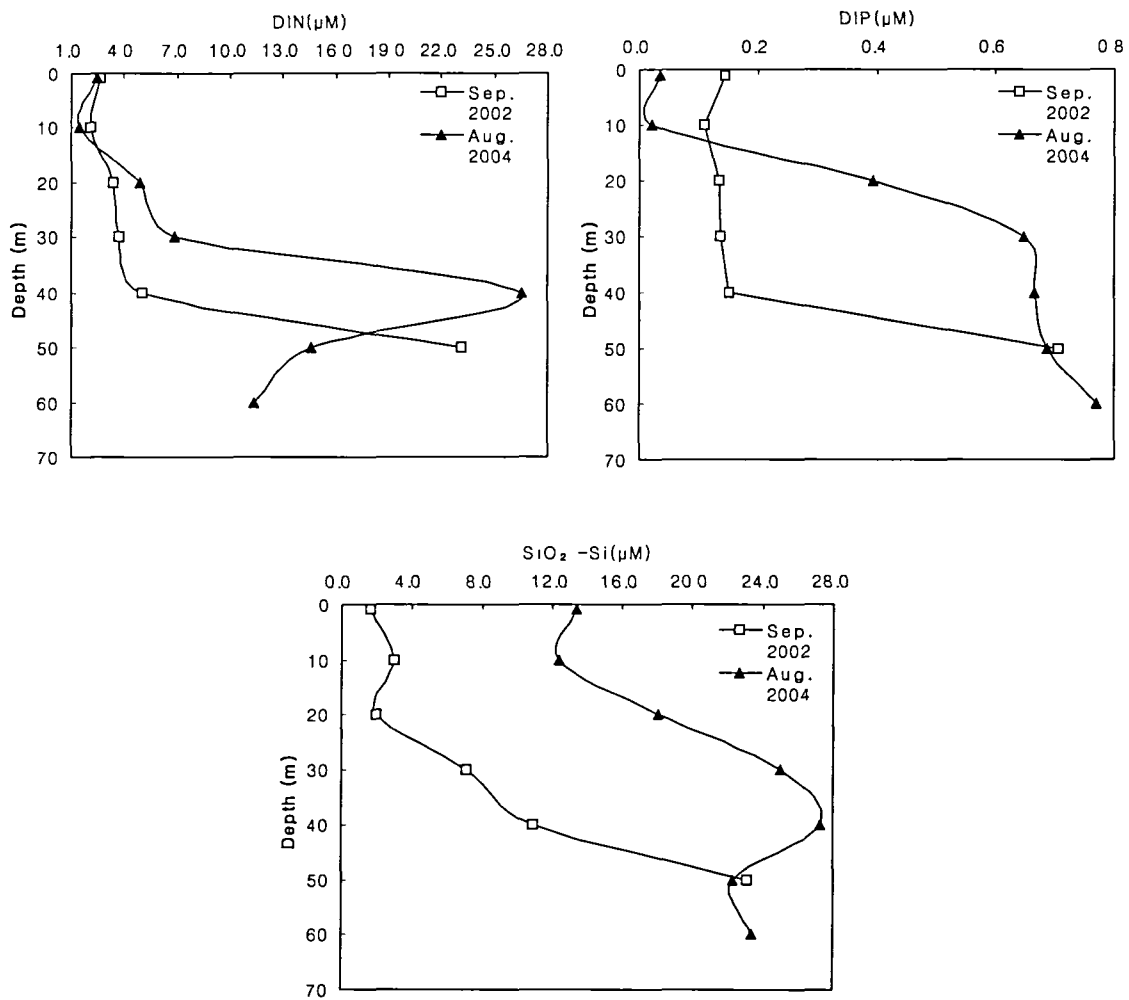 DIN(μM)
1.0 4 0 7.0 10.0 13.0 16 0 19 0 22.0 25.0 28.0
0
10
20
30
40
50
60
70
Depth (m)
Sep.
2002
Aug.
2004
DIP(μM)
0.0 0.2 0.4 0.6 0 8
0
10
20
30
40
50
60
70
Depth (m)
Sep.
2002
Aug.
2004
SiO₂ -Si(μM)
0.0 4.0 8.0 12.0 16.0 20.0 24.0 28.0
0
10
20
30
40
50
60
70
Depth (m)
Sep.
2002
Aug.
2004